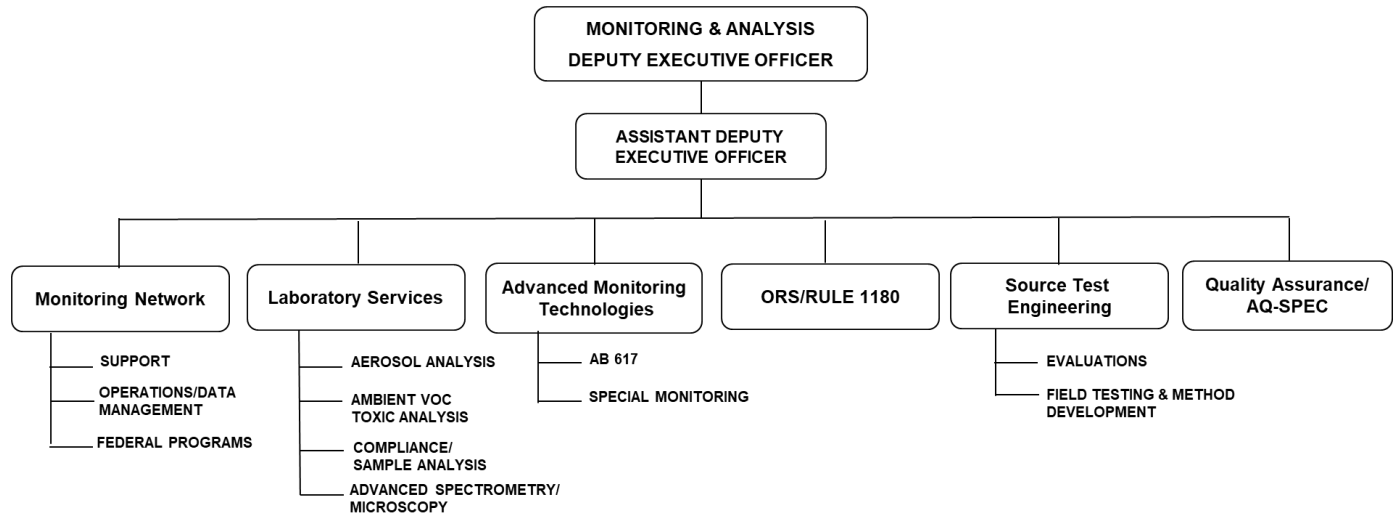 MONITORING & ANALYSIS
DEPUTY EXECUTIVE OFFICER
ASSISTANT DEPUTY
EXECUTIVE OFFICER
Monitoring Network
SUPPORT
OPERATIONS/DATA
MANAGEMENT
FEDERAL PROGRAMS
Laboratory Services
AEROSOL ANALYSIS
AMBIENT VOC
TOXIC ANALYSIS
COMPLIANCE/
SAMPLE ANALYSIS
ADVANCED SPECTROMETRY/
MICROSCOPY
Advanced Monitoring
Technologies
AB 617
SPECIAL MONITORING
ORS/RULE 1180
Source Test
Engineering
EVALUATIONS
FIELD TESTING & METHOD
DEVELOPMENT
Quality Assurance/
AQ-SPEC